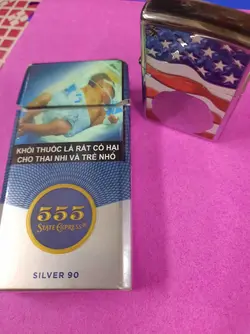 KHÓI THUỐC LÁ RẤT CÓ HẠI
CHO THAI NHI VÀ TRẺ NHỎ
555
STATE EXPRESS
SILVER 90